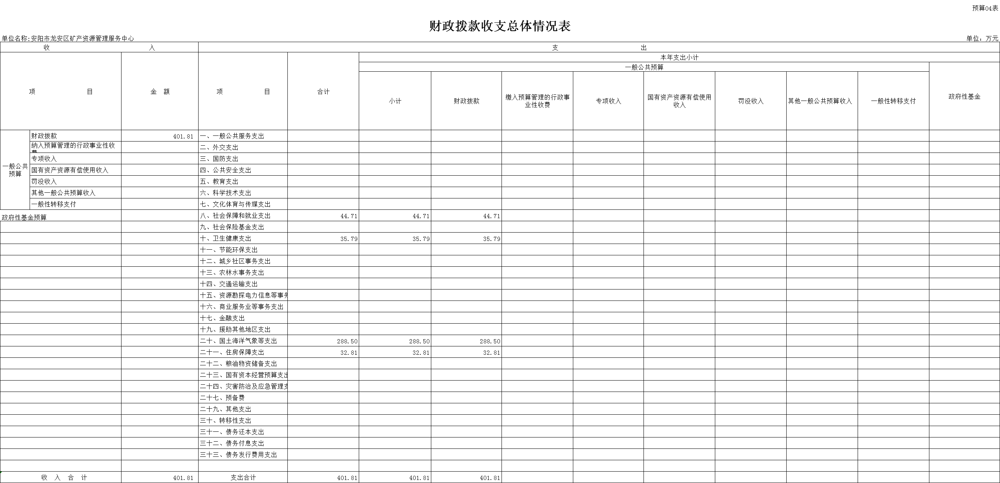 预算04表
财政拨款收支总体情况表
单位名称:安阳市龙安区矿产资源管理服务中心 单位：万元
收 入 支 出
本年支出小计
一般公共预算
项 目 金 额 项 目 合计 政府性基金
小计 财政拨款 缴入预算管理的行政事业性收费 专项收入 国有资产资源有偿使用收入 罚没收入 其他一般公共预算收入 一般性转移支付
一般公共预算
财政拨款 401.81 一、一般公共服务支出
纳入预算管理的行政事业性收费 二、外交支出
专项收入 三、国防支出
国有资产资源有偿使用收入 四、公共安全支出
罚没收入 五、教育支出
其他一般公共预算收入 六、科学技术支出
一般性转移支付 七、文化体育与传媒支出
政府性基金预算 八、社会保障和就业支出 44.71 44.71 44.71
九、社会保险基金支出
十、卫生健康支出 35.79 35.79 35.79
十一、节能环保支出
十二、城乡社区事务支出
十三、农林水事务支出
十四、交通运输支出
十五、资源勘探电力信息等事务
十六、商业服务业等事务支出
十七、金融支出
十九、援助其他地区支出
二十、国土海洋气象等支出 288.50 288.50 288.50
二十一、住房保障支出 32.81 32.81 32.81
二十二、粮油物资储备支出
二十三、国有资本经营预算支出
二十四、灾害防治及应急管理支
二十七、预备费
二十九、其他支出
三十、转移性支出
三十一、债务还本支出
三十二、债务付息支出
三十三、债务发行费用支出
收 入 合 计 401.81 支出合计 401.81 401.81 401.81